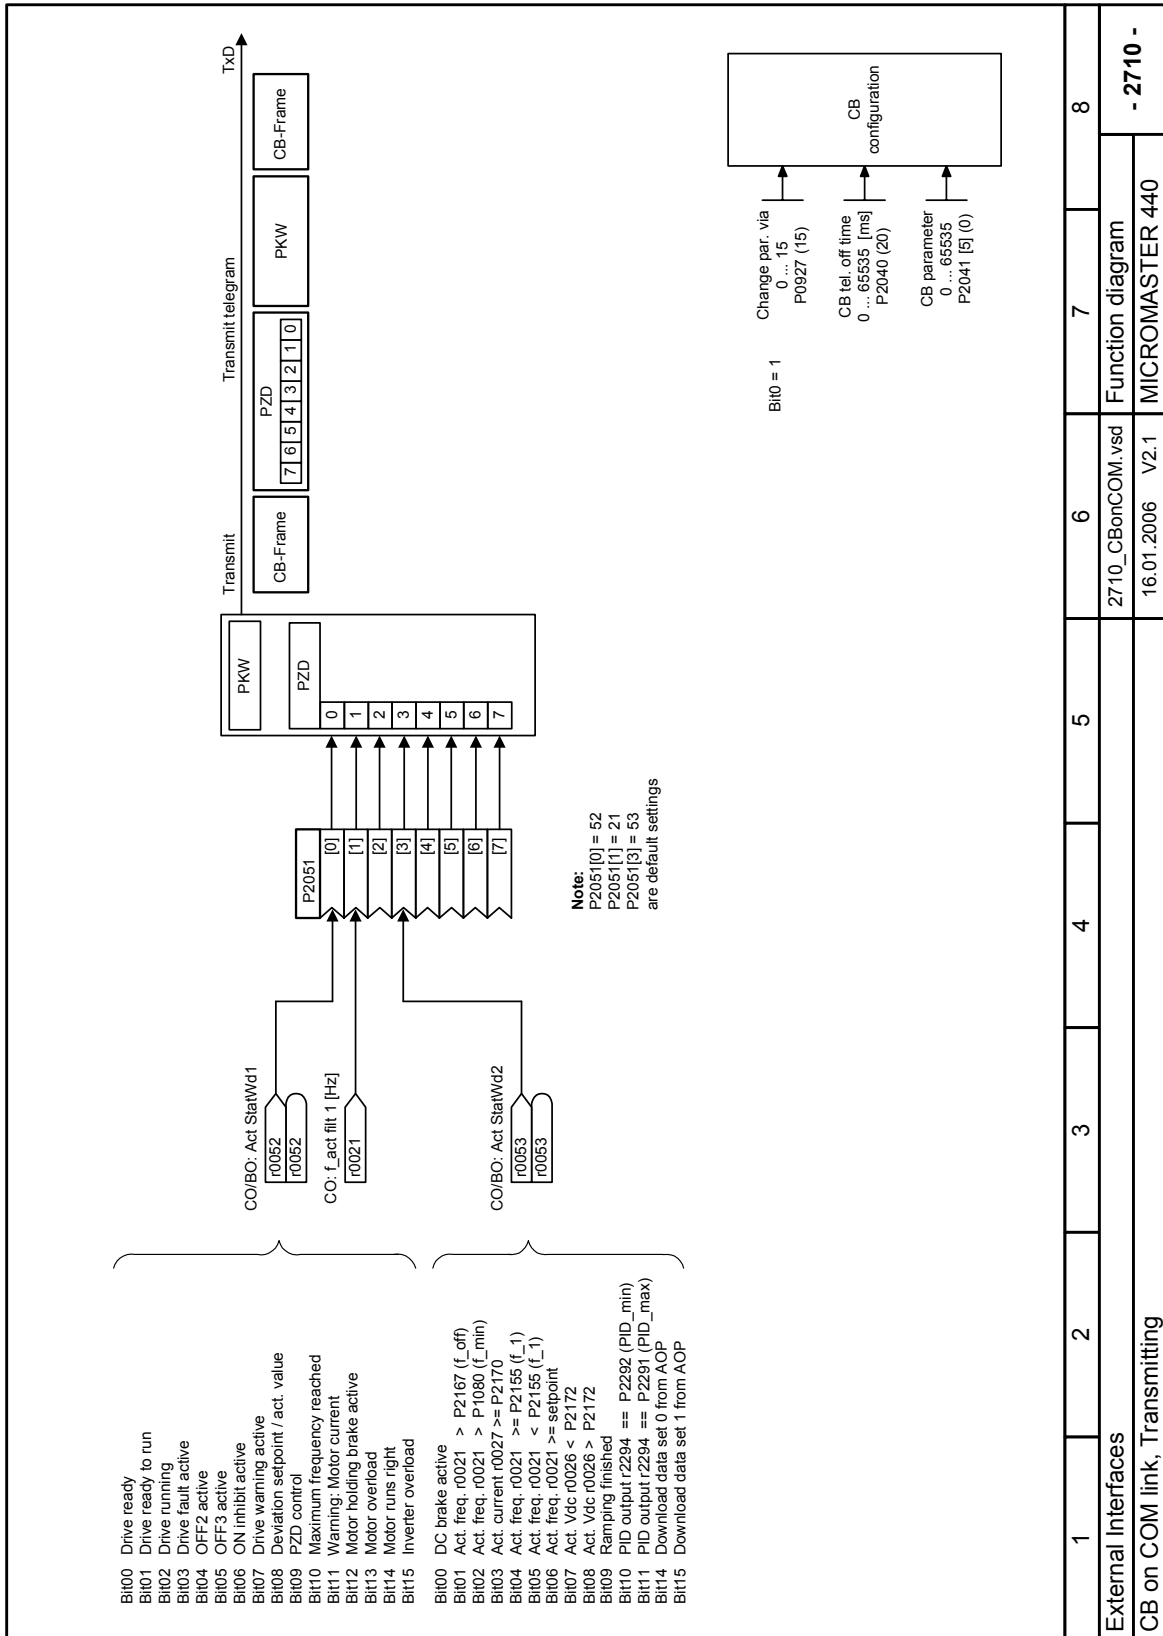 TxD
Transmit
Transmit telegram
CB-Frame
PZD
7 6 5 4 3 2 1 0
PKW
CB-Frame
PKW
PZD
0
1
2
3
4
5
6
7
P2051
[0]
[1]
[2]
[3]
[4]
[5]
[6]
[7]
Note:
P2051[0] = 52
P2051[1] = 21
P2051[3] = 53
are default settings
CO/BO: Act StatWd1
r0052
r0052
CO: f_act filt 1 [Hz]
r0021
CO/BO: Act StatWd2
r0053
r0053
Bit00 Drive ready
Bit01 Drive ready to run
Bit02 Drive running
Bit03 Drive fault active
Bit04 OFF2 active
Bit05 OFF3 active
Bit06 ON inhibit active
Bit07 Drive warning active
Bit08 Deviation setpoint / act. value
Bit09 PZD control
Bit10 Maximum frequency reached
Bit11 Warning: Motor current
Bit12 Motor holding brake active
Bit13 Motor overload
Bit14 Motor runs right
Bit15 Inverter overload
Bit00 DC brake active
Bit01 Act. freq. r0021 > P2167 (f_off)
Bit02 Act. freq. r0021 > P1080 (f_min)
Bit03 Act. current r0027 >= P2170
Bit04 Act. freq. r0021 >= P2155 (f_1)
Bit05 Act. freq. r0021 < P2155 (f_1)
Bit06 Act. freq. r0021 >= setpoint
Bit07 Act. Vdc r0026 < P2172
Bit08 Act. Vdc r0026 > P2172
Bit09 Ramping finished
Bit10 PID output r2294 == P2292 (PID_min)
Bit11 PID output r2294 == P2291 (PID_max)
Bit14 Download data set 0 from AOP
Bit15 Download data set 1 from AOP
Bit0 = 1
Change par. via
0 ... 15
P0927 (15)
CB tel. off time
0 ... 65535 [ms]
P2040 (20)
CB parameter
0 ... 65535
P2041 [5] (0)
CB
configuration
1 2 3 4 5 6 7 8
External Interfaces
CB on COM link, Transmitting
2710_CBonCOM.vsd
16.01.2006 V2.1
Function diagram
MICROMASTER 440
- 2710 -